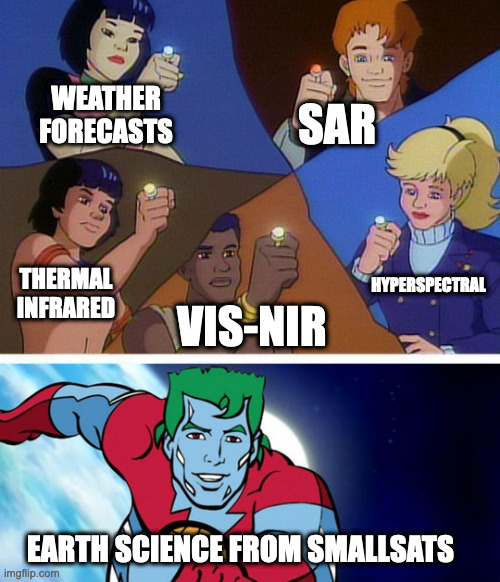 WEATHER
FORECASTS
SAR
THERMAL
INFRARED
HYPERSPECTRAL
VIS-NIR
EARTH SCIENCE FROM SMALLSATS
imgflip.com